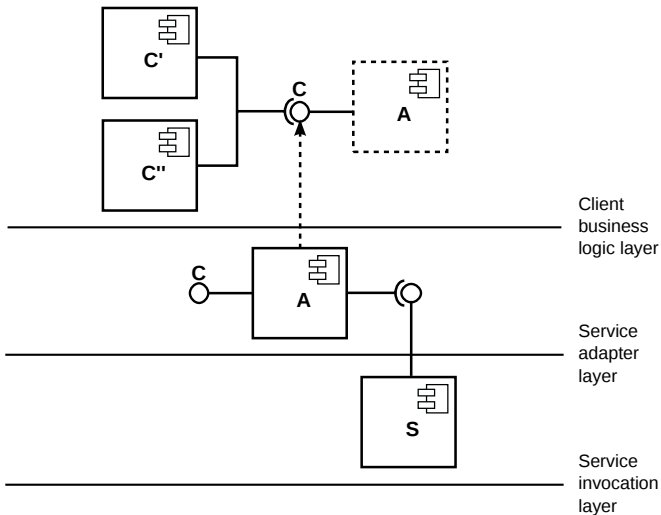 C'
C
A
C''
Client
business
logic layer
C
A
Service
adapter
layer
S
Service
invocation
layer